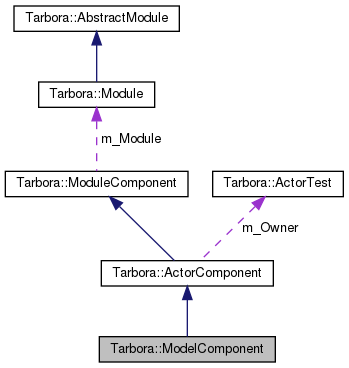 Tarbora::AbstractModule
Tarbora::Module
m_Module
Tarbora::ModuleComponent
Tarbora::ActorTest
m_Owner
Tarbora::ActorComponent
Tarbora::ModelComponent